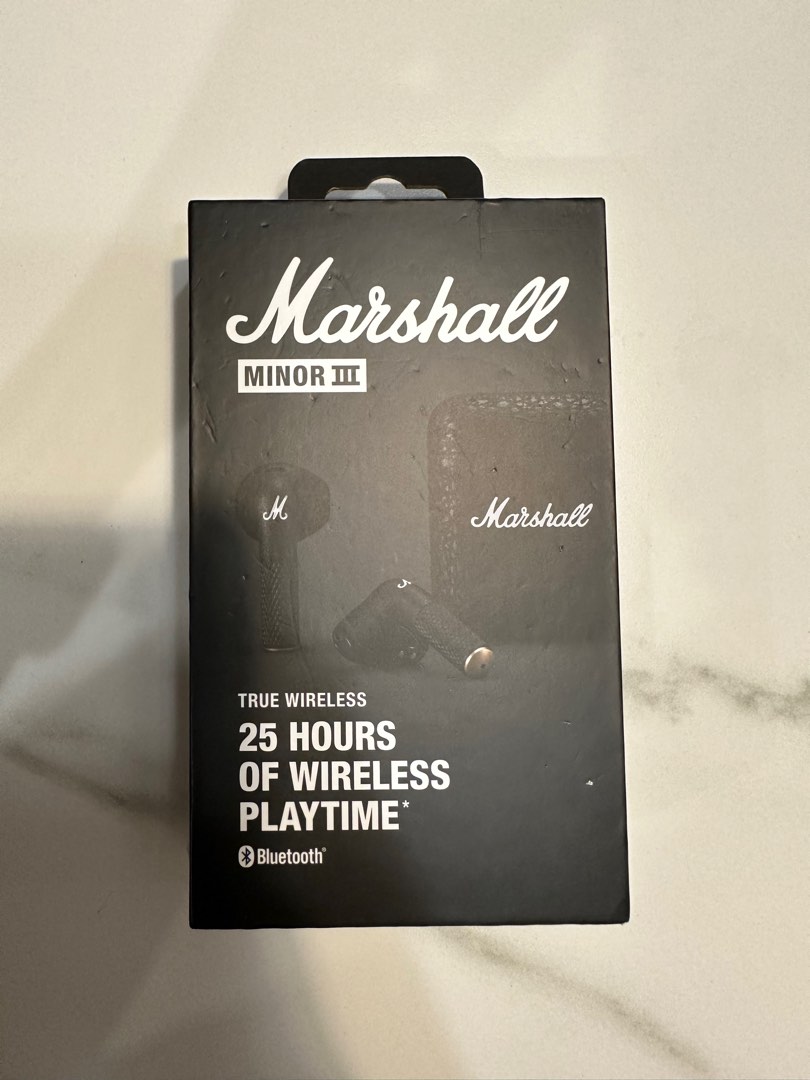 Marshall
MINOR III
M
Marshall
TRUE WIRELESS
25 HOURS
OF WIRELESS
PLAYTIME*
Bluetooth®